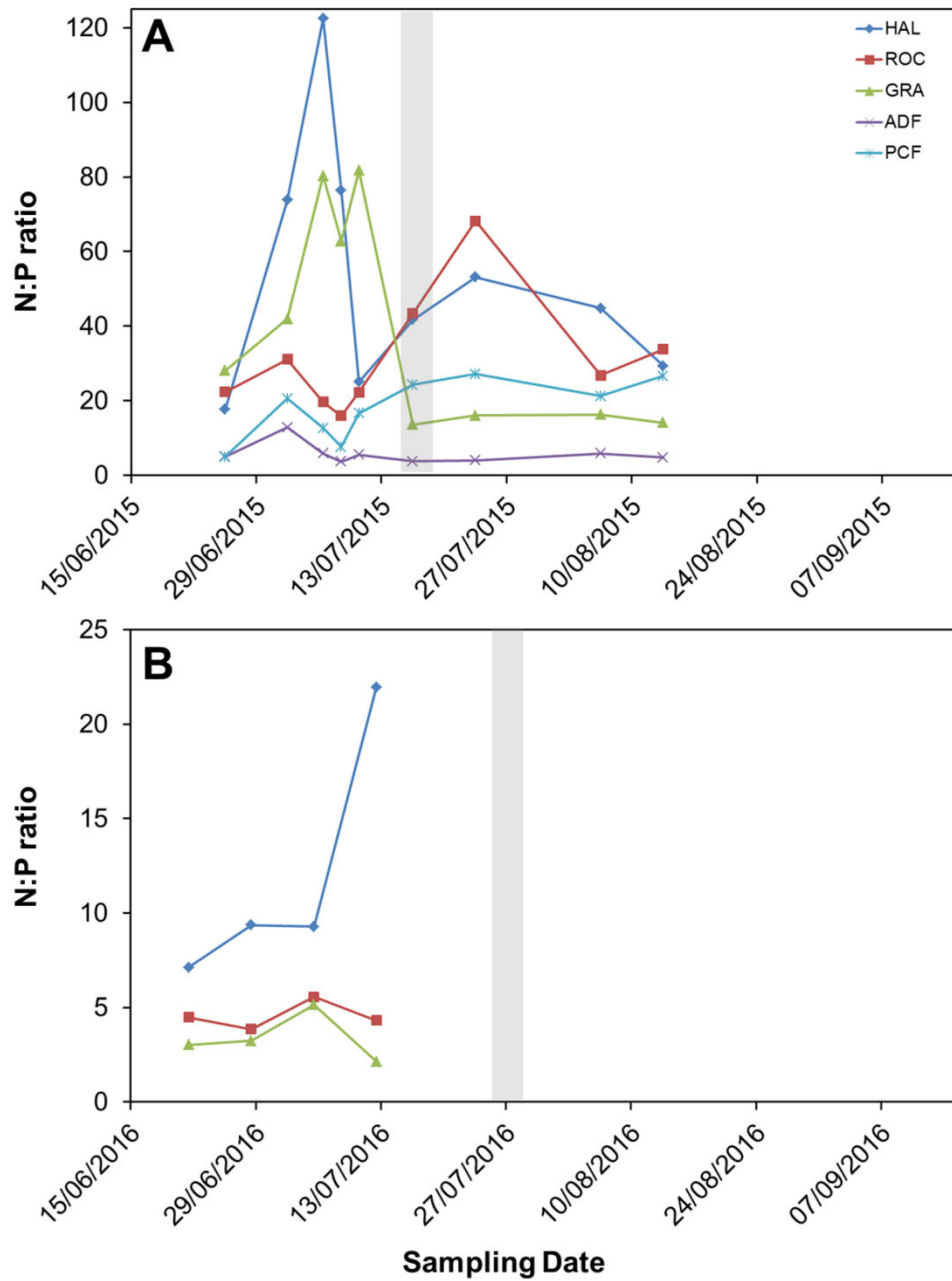 A
HAL
ROC
GRA
ADF
PCF
N:P ratio
120
100
80
60
40
20
0
15/06/2015
29/06/2015
13/07/2015
27/07/2015
10/08/2015
24/08/2015
07/09/2015
B
N:P ratio
25
20
15
10
5
0
15/06/2016
29/06/2016
13/07/2016
27/07/2016
10/08/2016
24/08/2016
07/09/2016
Sampling Date